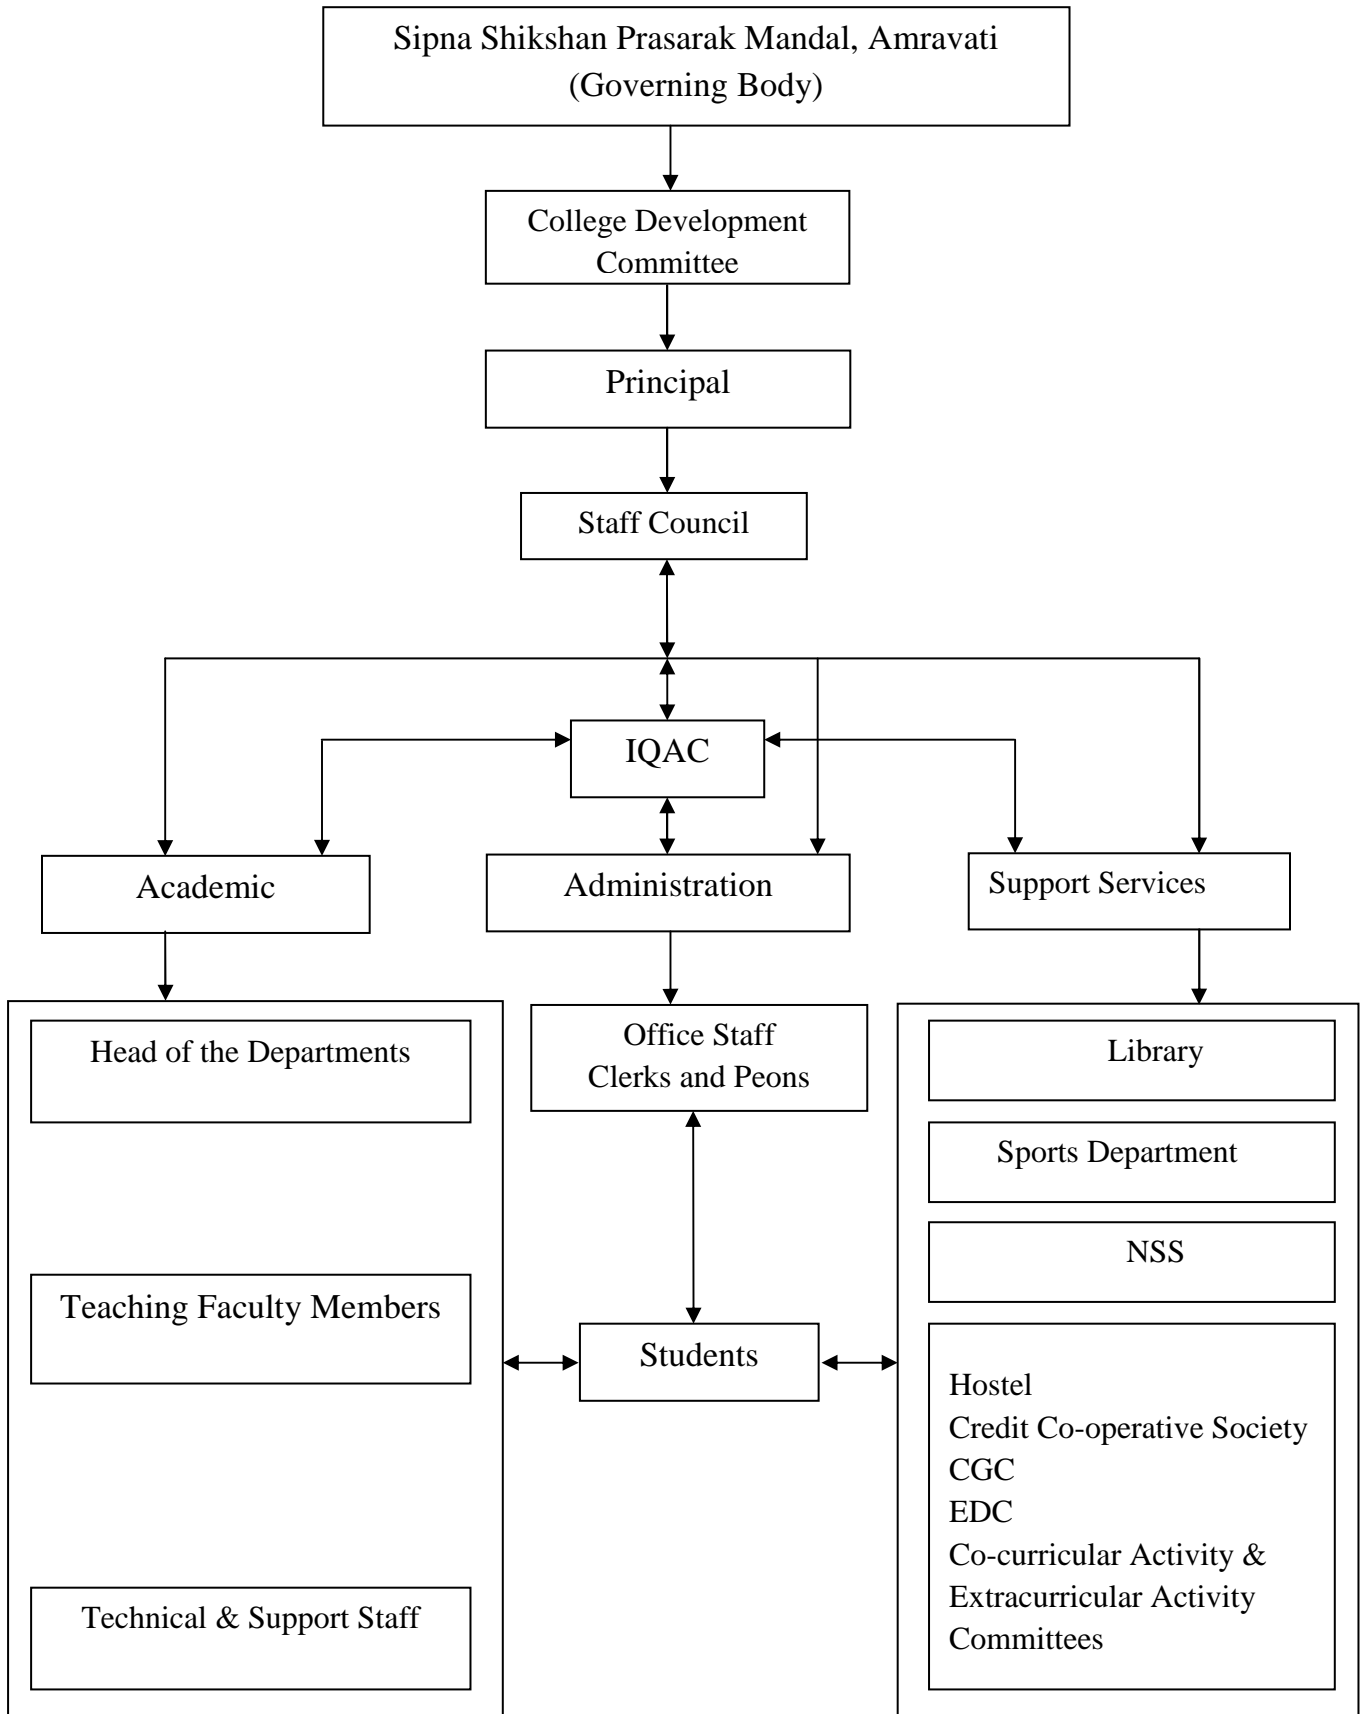 Sipna Shikshan Prasarak Mandal, Amravati
(Governing Body)
College Development
Committee
Principal
Staff Council
IQAC
Academic
Administration
Support Services
Head of the Departments
Teaching Faculty Members
Technical & Support Staff
Office Staff
Clerks and Peons
Students
Library
Sports Department
NSS
Hostel
Credit Co-operative Society
CGC
EDC
Co-curricular Activity &
Extracurricular Activity
Committees